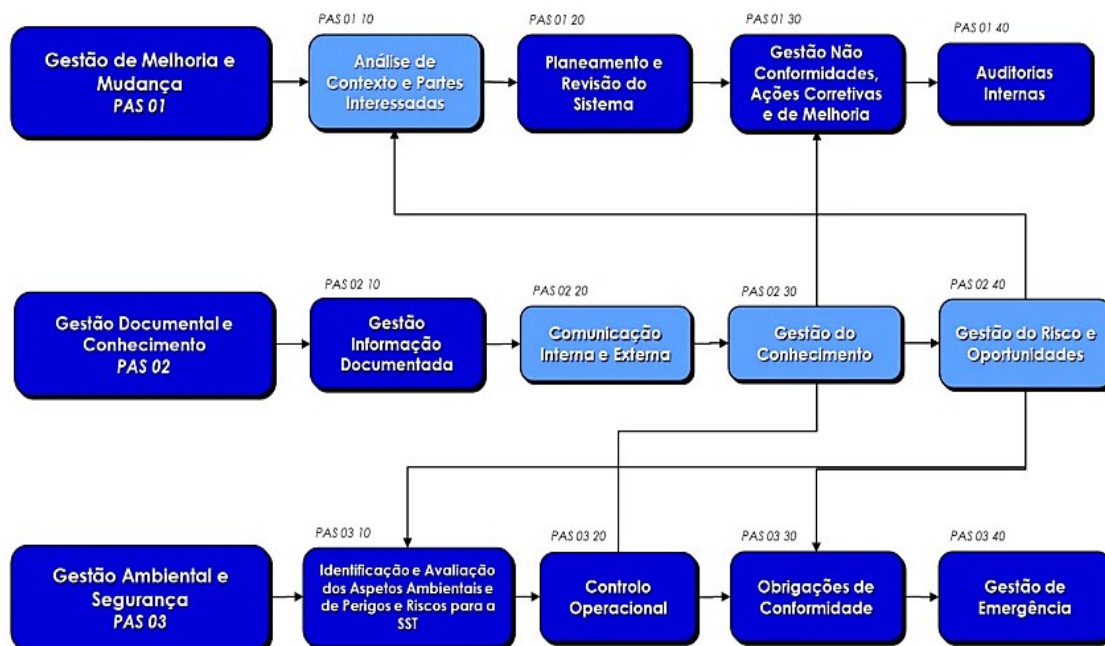 PAS 01 10
PAS 01 20
PAS 01 30
PAS 01 40
Gestão de Melhoria e
Mudança
PAS 01
Análise de
Contexto e Partes
Interessadas
Planeamento e
Revisão do
Sistema
Gestão Não
Conformidades,
Ações Corretivas
e de Melhoria
Auditorias
Internas
PAS 02 10
PAS 02 20
PAS 02 30
PAS 02 40
Gestão Documental e
Conhecimento
PAS 02
Gestão
Informação
Documentada
Comunicação
Interna e Externa
Gestão do
Conhecimento
Gestão do Risco e
Oportunidades
PAS 03 10
PAS 03 20
PAS 03 30
PAS 03 40
Gestão Ambiental e
Segurança
PAS 03
Identificação e Avaliação
dos Aspetos Ambientais e
de Perigos e Riscos para a
SST
Controlo
Operacional
Obrigações de
Conformidade
Gestão de
Emergência